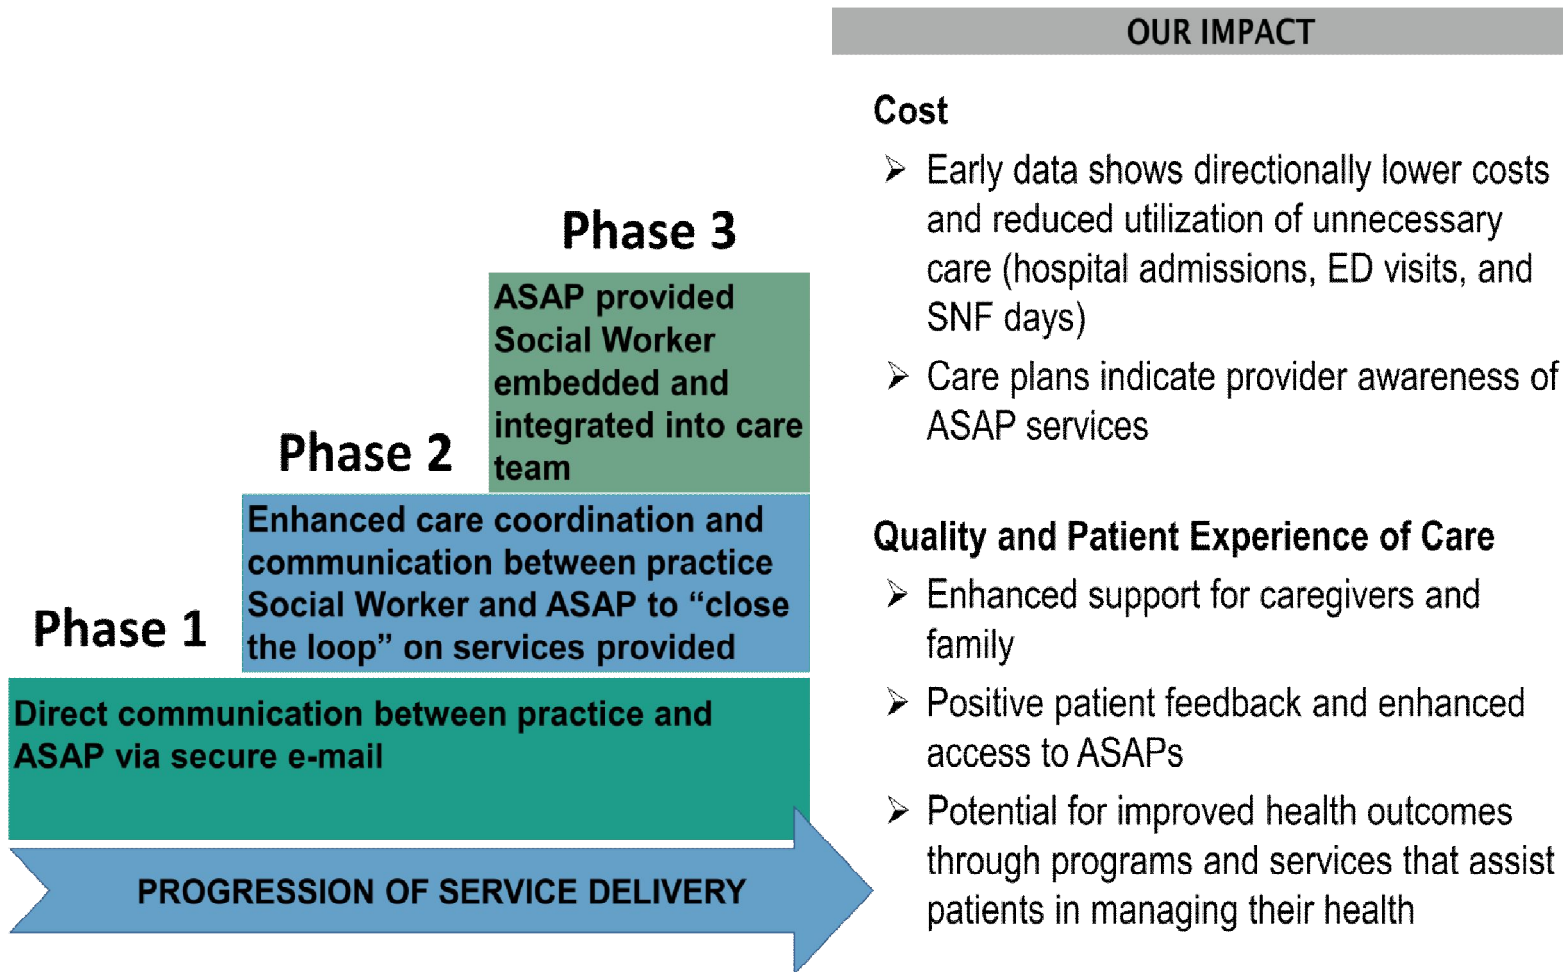 Phase 1
Direct communication between practice and
ASAP via secure e-mail
Phase 2
Enhanced care coordination and
communication between practice
Social Worker and ASAP to “close
the loop” on services provided
Phase 3
ASAP provided
Social Worker
embedded and
integrated into care
team
PROGRESSION OF SERVICE DELIVERY
OUR IMPACT
Cost
➢ Early data shows directionally lower costs
and reduced utilization of unnecessary
care (hospital admissions, ED visits, and
SNF days)
➢ Care plans indicate provider awareness of
ASAP services
Quality and Patient Experience of Care
➢ Enhanced support for caregivers and
family
➢ Positive patient feedback and enhanced
access to ASAPs
➢ Potential for improved health outcomes
through programs and services that assist
patients in managing their health